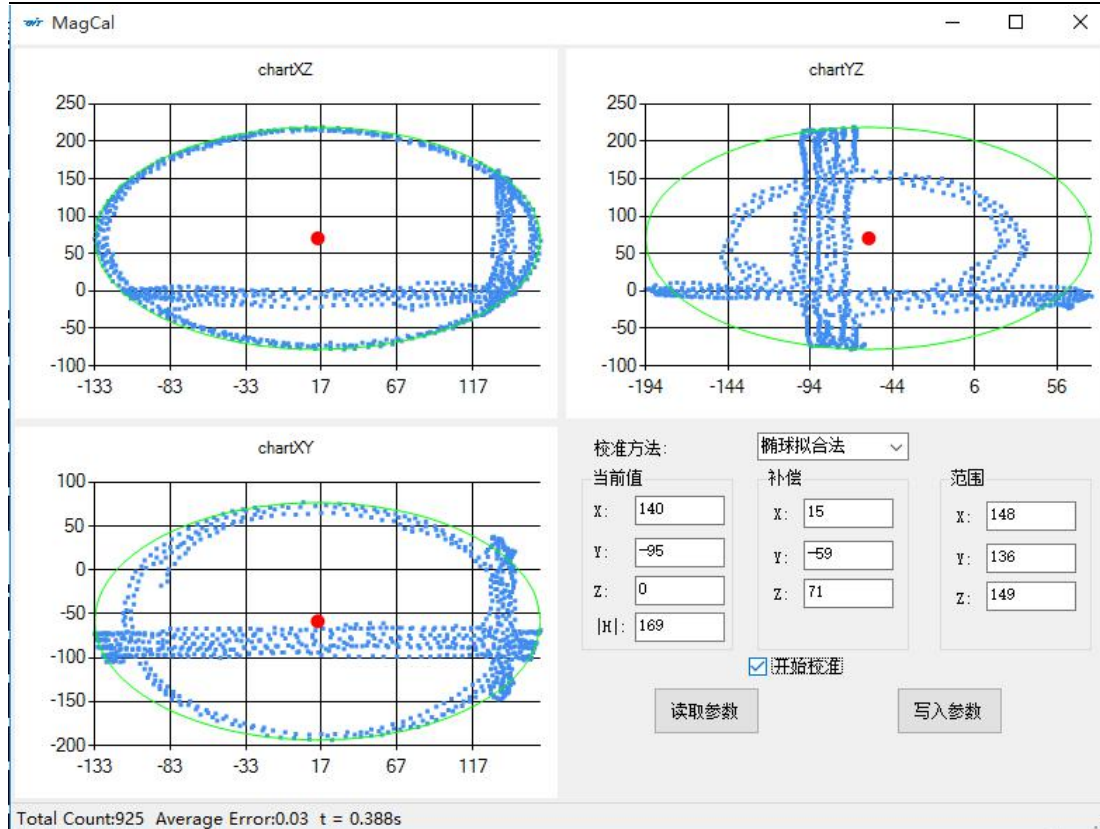 MagCal
chartXZ
250
200
150
100
50
0
-50
-100
-133 -83 -33 17 67 117
chartYZ
250
200
150
100
50
0
-50
-100
-194 -144 -94 -44 6 56
chartXY
100
50
0
-50
-100
-150
-200
-133 -83 -33 17 67 117
校准方法: 椭球拟合法
当前值
X: 140
Y: -95
Z: 0
|H|: 169
补偿
X: 15
Y: -59
Z: 71
范围
X: 148
Y: 136
Z: 149
开始校准
读取参数 写入参数
Total Count:925 Average Error:0.03 t = 0.388s